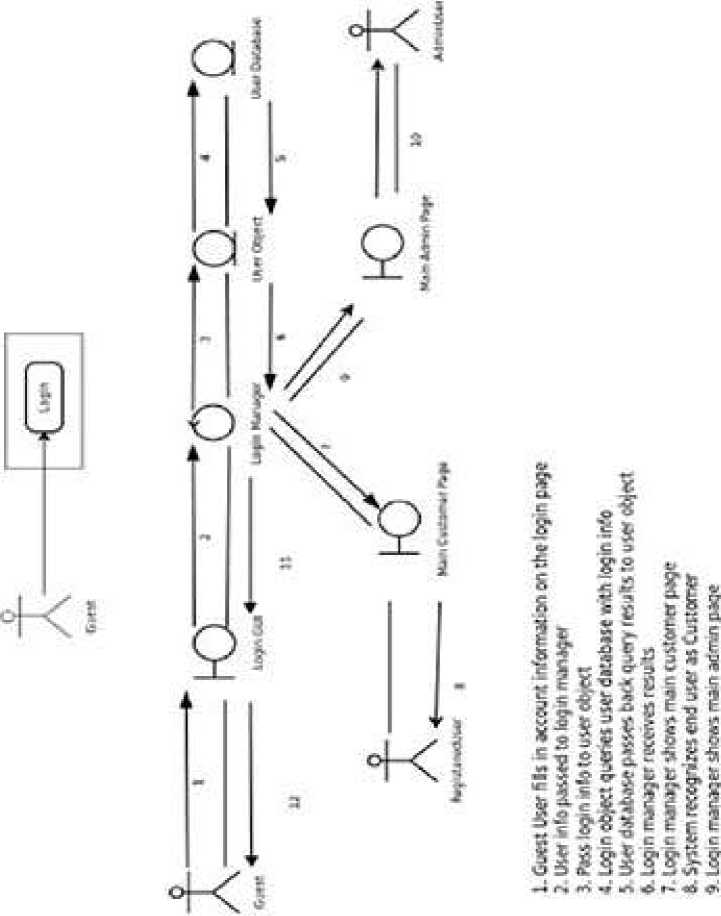 Login
Guest
4
User Database
5
3
User Object
6
2
Login Manager
11
Login GUI
1
12
Guest
7
9
Main Customer Page
8
RegisteredUser
Main Admin Page
10
AdminUser
1. Guest User fills in account information on the login page
2. User info passed to login manager
3. Pass login info to user object
4. Login object queries user database with login info
5. User database passes back query results to user object
6. Login manager receives results
7. Login manager shows main customer page
8. System recognizes end user as Customer
9. Login manager shows main admin page